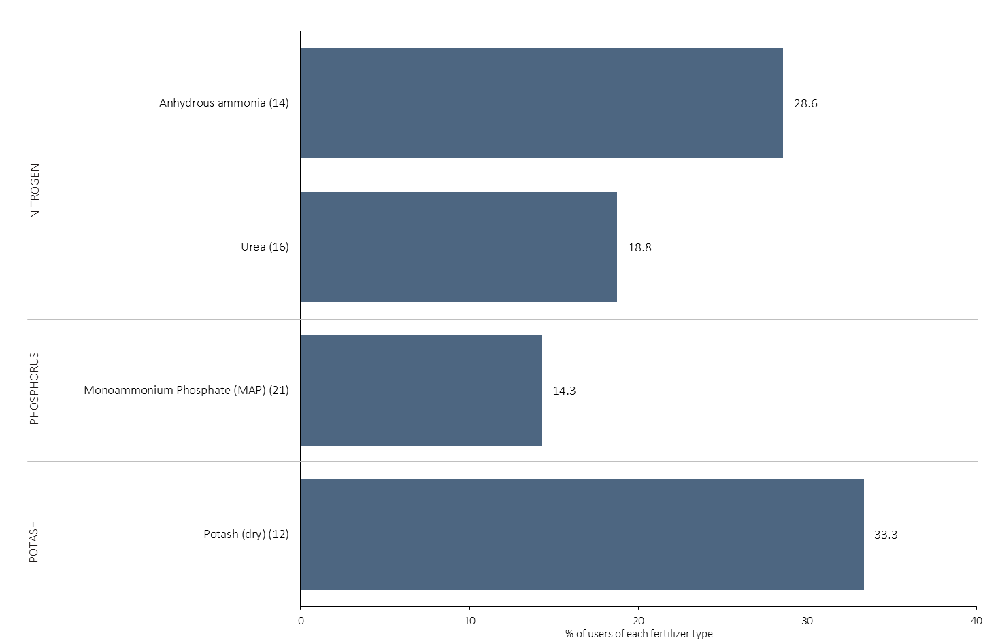 NITROGEN
Anhydrous ammonia (14)
28.6
Urea (16)
18.8
PHOSPHORUS
Monoammonium Phosphate (MAP) (21)
14.3
POTASH
Potash (dry) (12)
33.3
0 10 20 30 40
% of users of each fertilizer type